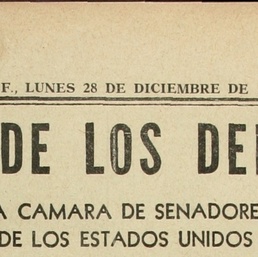 F., LUNES 28 DE DICIEMBRE DE
DE LOS DE
A CAMARA DE SENADORE
DE LOS ESTADOS UNIDOS